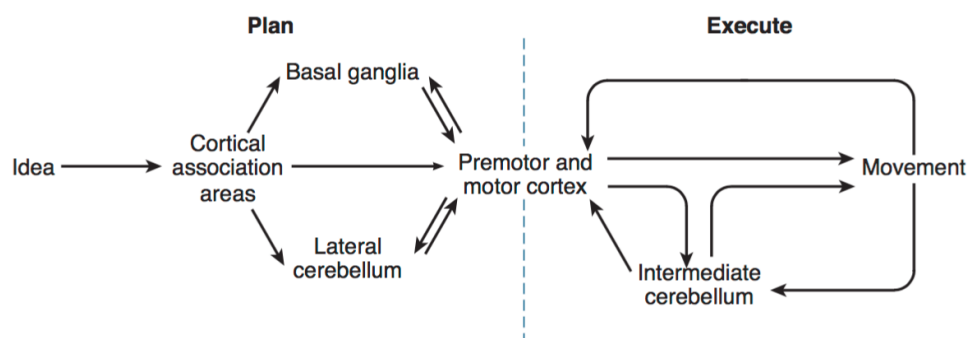 Plan
Execute
Basal ganglia
Idea
Cortical
association
areas
Premotor and
motor cortex
Movement
Lateral
cerebellum
Intermediate
cerebellum